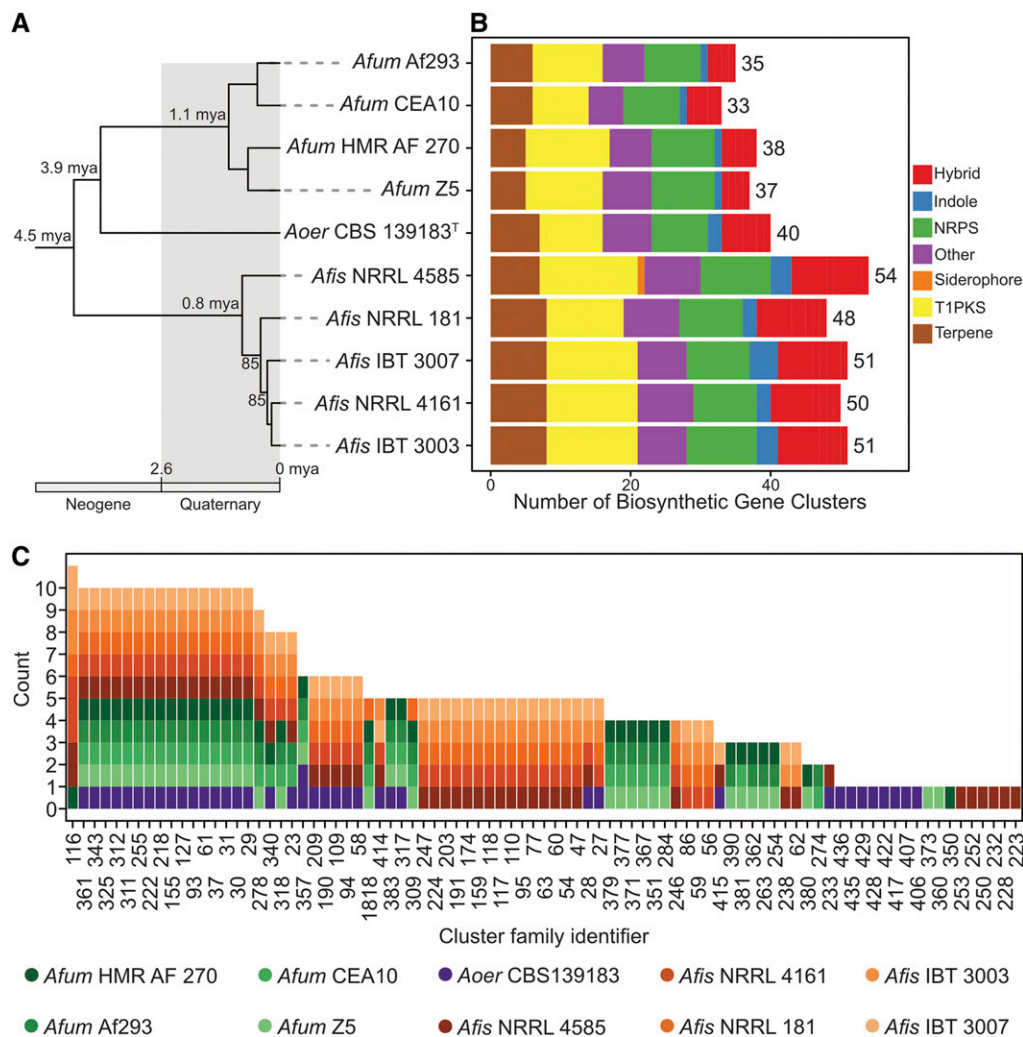 A
B
Afum Af293
Afum CEA10
Afum HMR AF 270
Afum Z5
Aoer CBS 139183ᵀ
Afis NRRL 4585
Afis NRRL 181
Afis IBT 3007
Afis NRRL 4161
Afis IBT 3003
1.1 mya
3.9 mya
4.5 mya
0.8 mya
85
85
2.6
0 mya
Neogene
Quaternary
35
33
38
37
40
54
48
51
50
51
0
20
40
Number of Biosynthetic Gene Clusters
Hybrid
Indole
NRPS
Other
Siderophore
T1PKS
Terpene
C
Count
10
9
8
7
6
5
4
3
2
1
0
116 343 312 255 218 127 61 31 29 340 23 209 109 58 414 317 247 203 174 118 110 77 60 47 27 377 367 284 86 56 390 362 254 62 274 436 429 422 407 373 350 252 232 223
361 325 311 222 155 93 37 30 278 318 357 190 94 1818 383 309 224 191 159 117 95 63 54 28 379 371 351 246 59 415 381 263 238 380 233 435 428 417 406 360 253 250 228
Cluster family identifier
Afum HMR AF 270
Afum CEA10
Aoer CBS139183
Afis NRRL 4161
Afis IBT 3003
Afum Af293
Afum Z5
Afis NRRL 4585
Afis NRRL 181
Afis IBT 3007